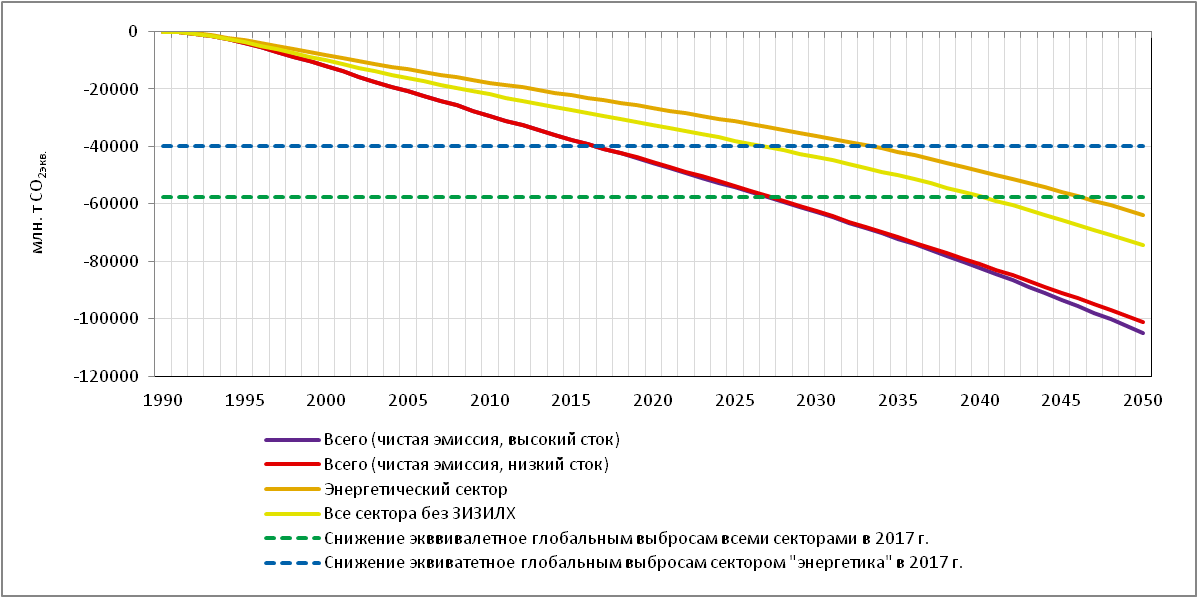 0
-20000
-40000
-60000
-80000
-100000
-120000
млн. т СО2экв.
1990 1995 2000 2005 2010 2015 2020 2025 2030 2035 2040 2045 2050
Всего (чистая эмиссия, высокий сток)
Всего (чистая эмиссия, низкий сток)
Энергетический сектор
Все сектора без ЗИЗИЛХ
Снижение эквивалетное глобальным выбросам всеми секторами в 2017 г.
Снижение эквиватетное глобальным выбросам сектором "энергетика" в 2017 г.